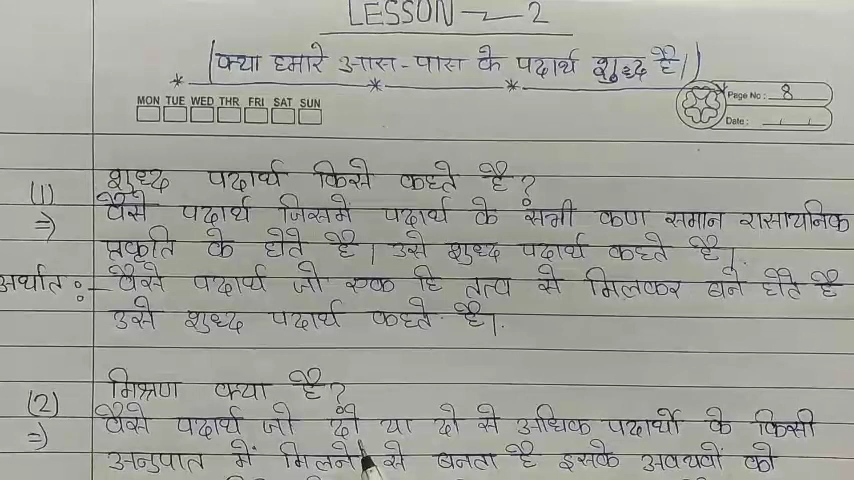 LESSON - 2
(क्या हमारे आस-पास के पदार्थ शुध्द है।)
MON TUE WED THR FRI SAT SUN
Page No: 8
Date:
(1) शुध्द पदार्थ किसे कहते है?
⇒ वैसे पदार्थ जिसमें पदार्थ के सभी कण समान रासायनिक
प्रकृति के होते है। उसे शुध्द पदार्थ कहते है।
अर्थात :- वैसे पदार्थ जो एक हि तत्व से मिलकर बने होते है
उसे शुध्द पदार्थ कहते है।
(2) मिश्रण क्या है?
⇒ वैसे पदार्थ जो दो या दो से अधिक पदार्थो के किसी
अनुपात में मिलने से बनता है इसके अवयवों को